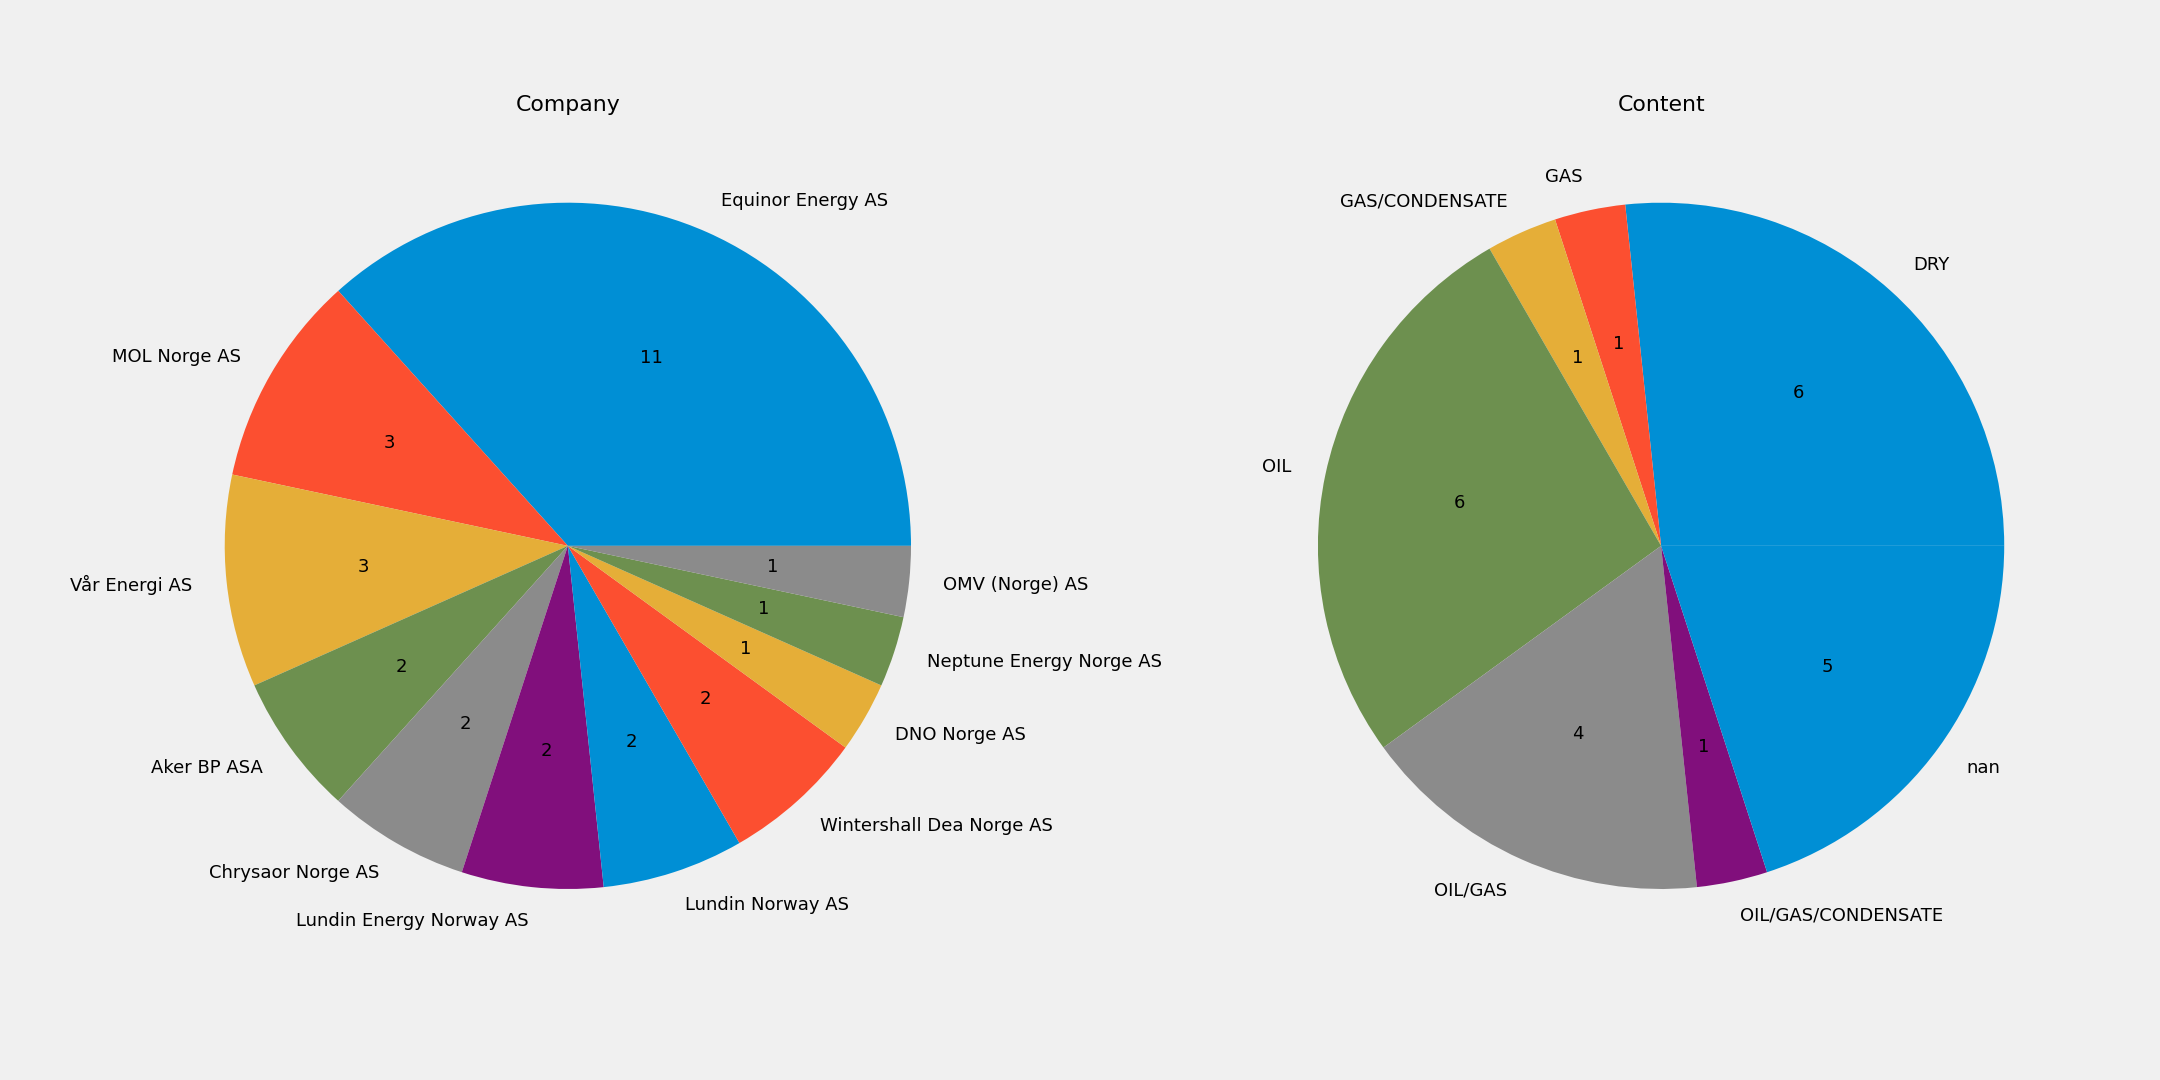 Company
Equinor Energy AS
11
MOL Norge AS
3
Vår Energi AS
3
Aker BP ASA
2
Chrysaor Norge AS
2
Lundin Energy Norway AS
2
Lundin Norway AS
2
Wintershall Dea Norge AS
2
DNO Norge AS
1
Neptune Energy Norge AS
1
OMV (Norge) AS
1
Content
DRY
6
GAS
1
GAS/CONDENSATE
1
OIL
6
OIL/GAS
4
OIL/GAS/CONDENSATE
1
nan
5